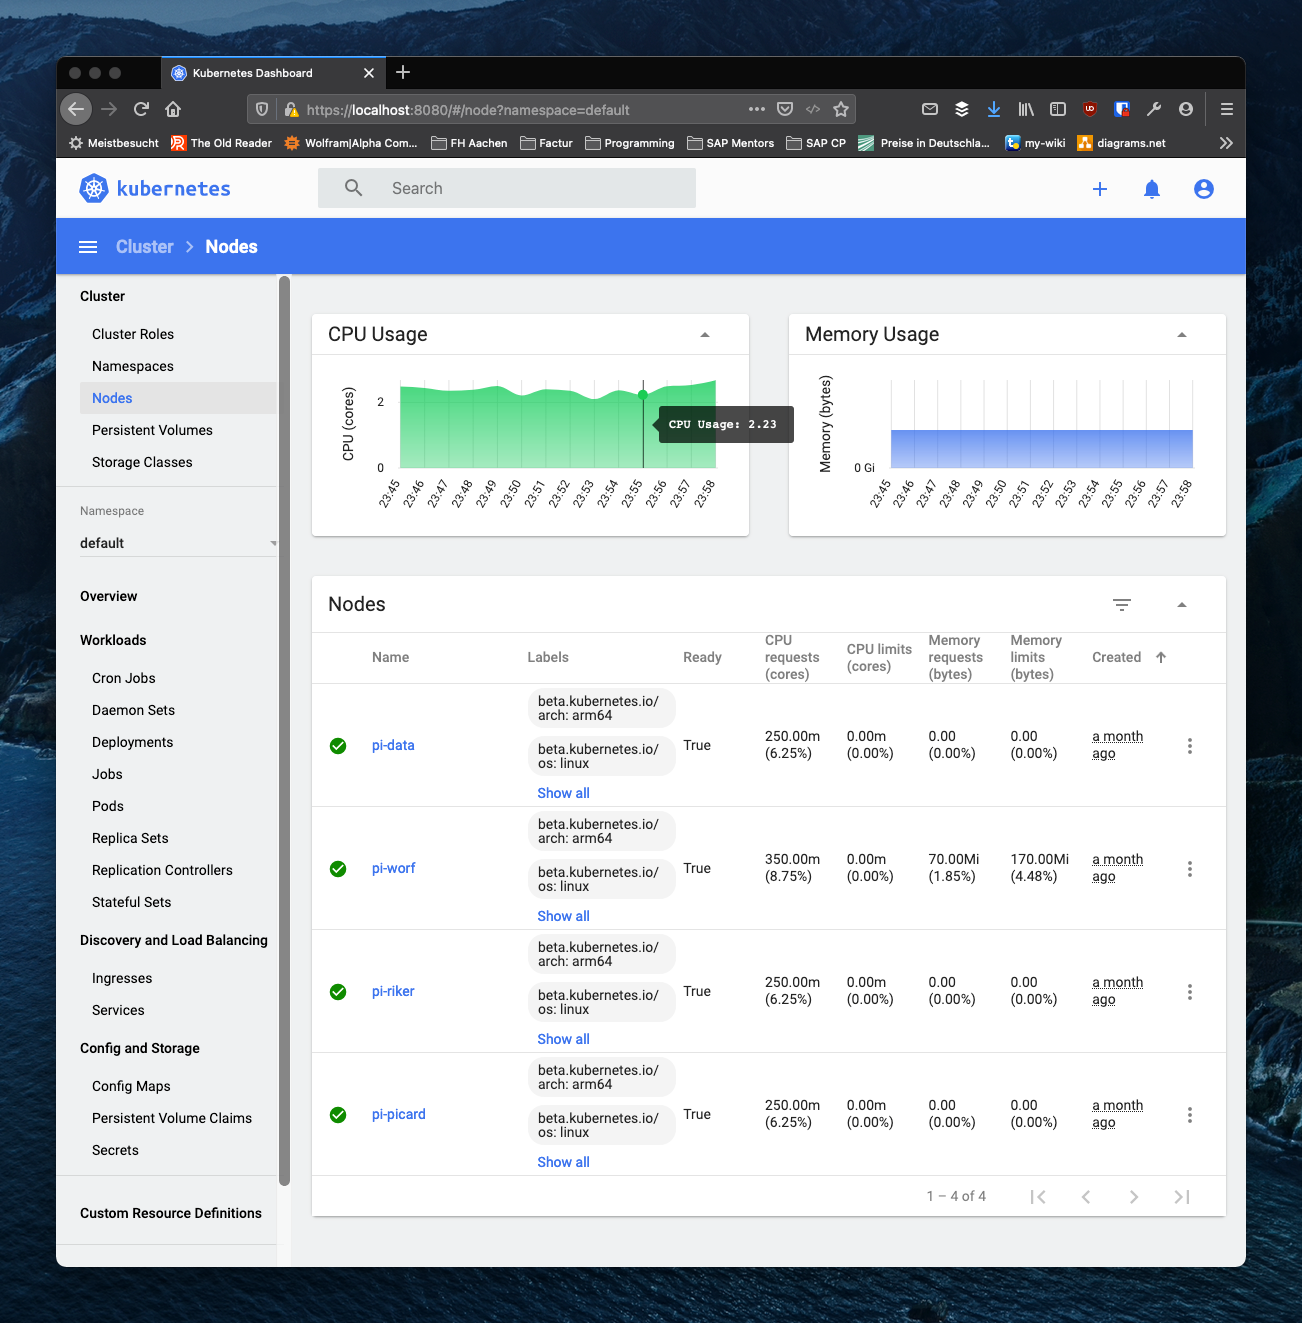 Kubernetes Dashboard
https://localhost:8080/#/node?namespace=default
Meistbesucht
The Old Reader
Wolfram|Alpha Com...
FH Aachen
Factur
Programming
SAP Mentors
SAP CP
Preise in Deutschla...
my-wiki
diagrams.net
kubernetes
Search
Cluster > Nodes
Cluster
Cluster Roles
Namespaces
Nodes
Persistent Volumes
Storage Classes
Namespace
default
Overview
Workloads
Cron Jobs
Daemon Sets
Deployments
Jobs
Pods
Replica Sets
Replication Controllers
Stateful Sets
Discovery and Load Balancing
Ingresses
Services
Config and Storage
Config Maps
Persistent Volume Claims
Secrets
Custom Resource Definitions
CPU Usage
CPU (cores)
2
0
CPU Usage: 2.23
23:45 23:46 23:47 23:48 23:49 23:50 23:51 23:52 23:53 23:54 23:55 23:56 23:57 23:58
Memory Usage
Memory (bytes)
0 Gi
23:45 23:46 23:47 23:48 23:49 23:50 23:51 23:52 23:53 23:54 23:55 23:56 23:57 23:58
Nodes
Name
Labels
Ready
CPU
requests
(cores)
CPU limits
(cores)
Memory
requests
(bytes)
Memory
limits
(bytes)
Created
pi-data
beta.kubernetes.io/
arch: arm64
beta.kubernetes.io/
os: linux
Show all
True
250.00m
(6.25%)
0.00m
(0.00%)
0.00
(0.00%)
0.00
(0.00%)
a month
ago
pi-worf
beta.kubernetes.io/
arch: arm64
beta.kubernetes.io/
os: linux
Show all
True
350.00m
(8.75%)
0.00m
(0.00%)
70.00Mi
(1.85%)
170.00Mi
(4.48%)
a month
ago
pi-riker
beta.kubernetes.io/
arch: arm64
beta.kubernetes.io/
os: linux
Show all
True
250.00m
(6.25%)
0.00m
(0.00%)
0.00
(0.00%)
0.00
(0.00%)
a month
ago
pi-picard
beta.kubernetes.io/
arch: arm64
beta.kubernetes.io/
os: linux
Show all
True
250.00m
(6.25%)
0.00m
(0.00%)
0.00
(0.00%)
0.00
(0.00%)
a month
ago
1 – 4 of 4